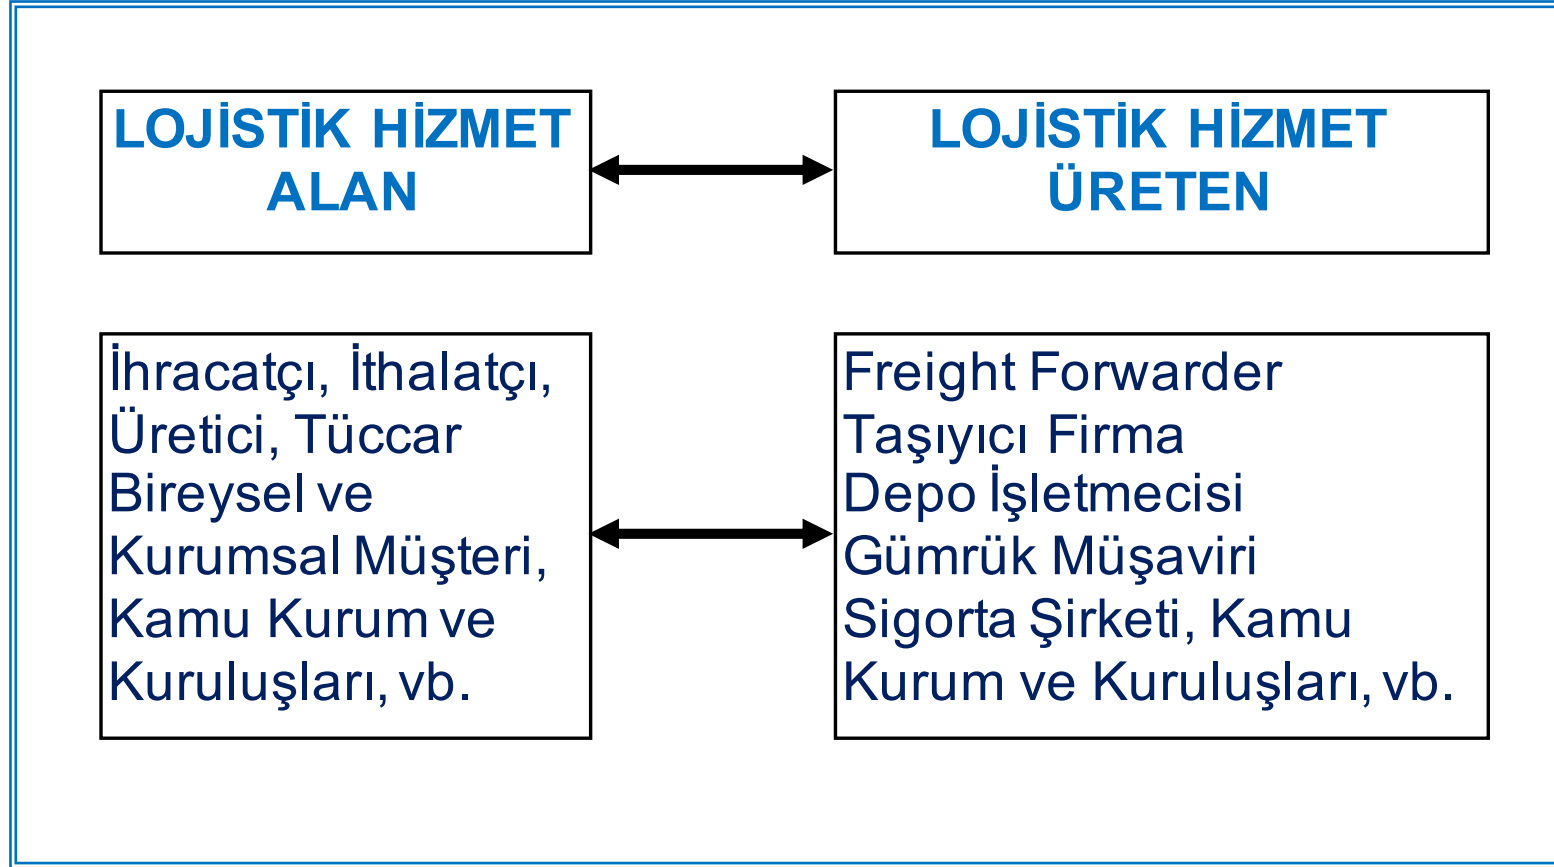 LOJİSTİK HİZMET
ALAN
LOJİSTİK HİZMET
ÜRETEN
İhracatçı, İthalatçı,
Üretici, Tüccar
Bireysel ve
Kurumsal Müşteri,
Kamu Kurum ve
Kuruluşları, vb.
Freight Forwarder
Taşıyıcı Firma
Depo İşletmecisi
Gümrük Müşaviri
Sigorta Şirketi, Kamu
Kurum ve Kuruluşları, vb.